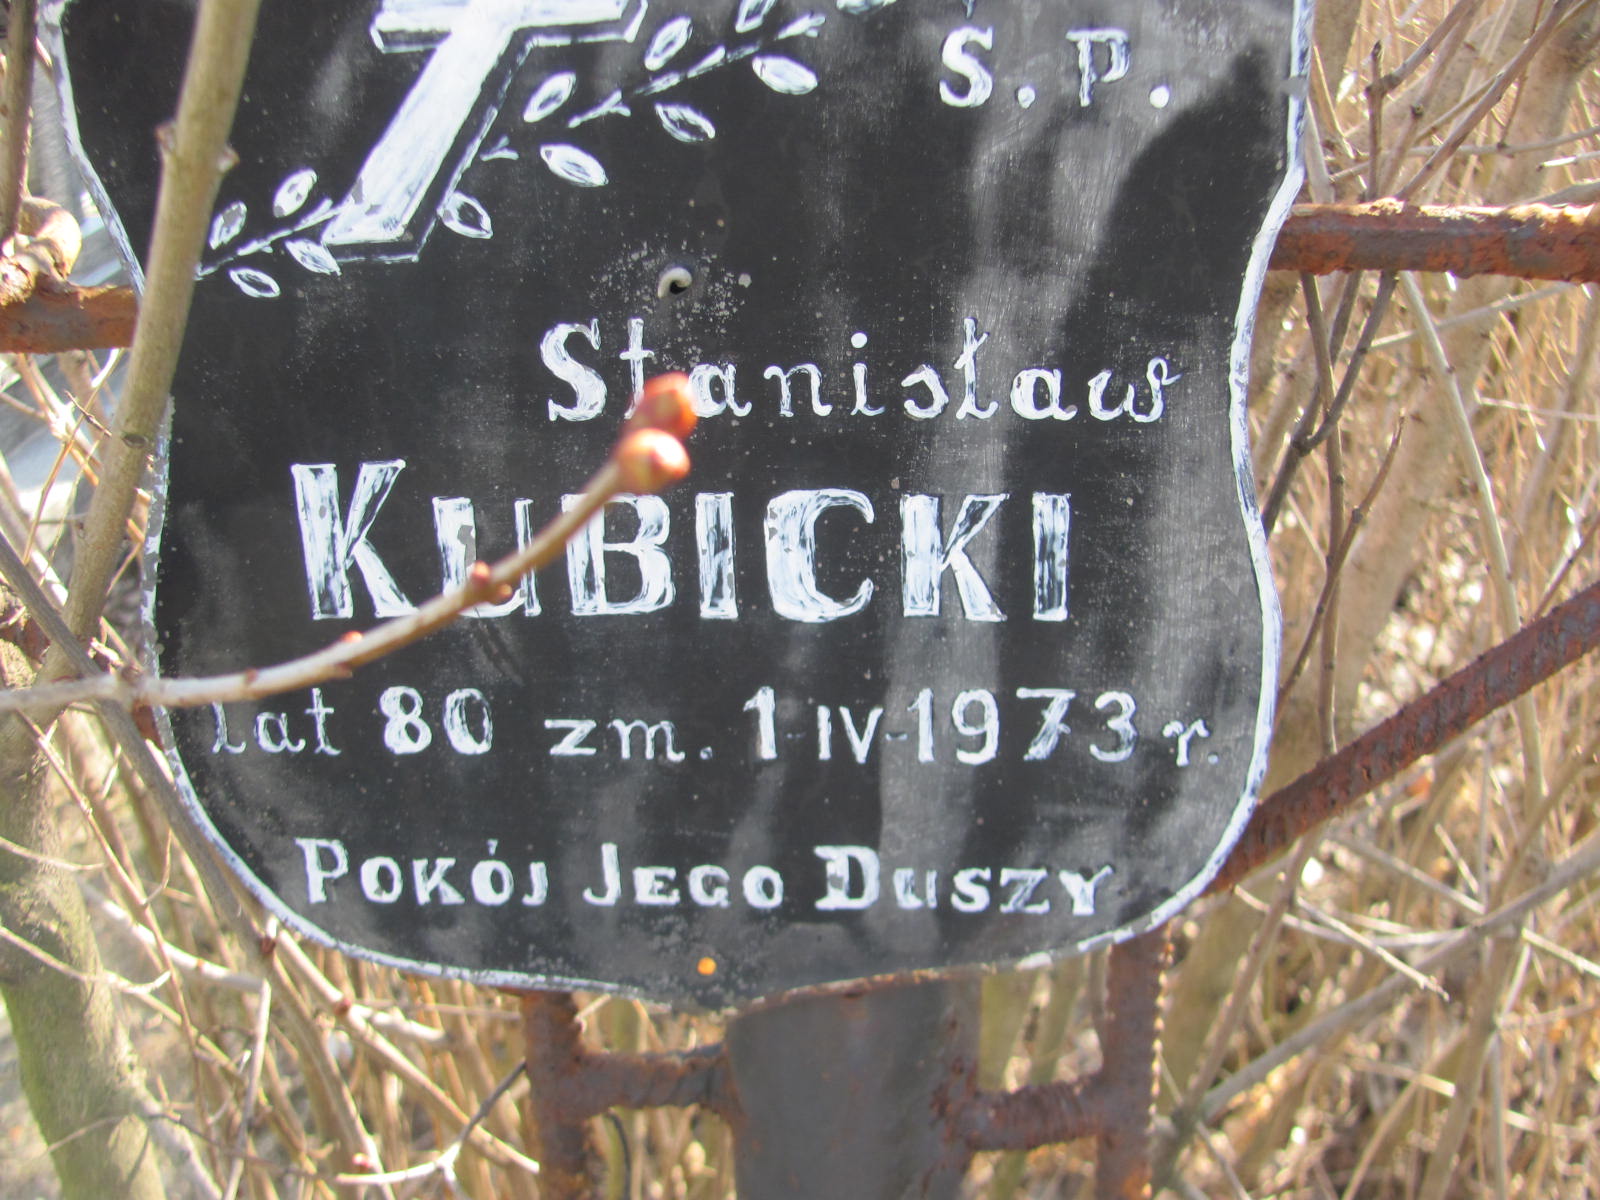 Ś. P.
Stanisław
KUBICKI
lat 80 zm. 1-IV-1973 r.
POKÓJ JEGO DUSZY